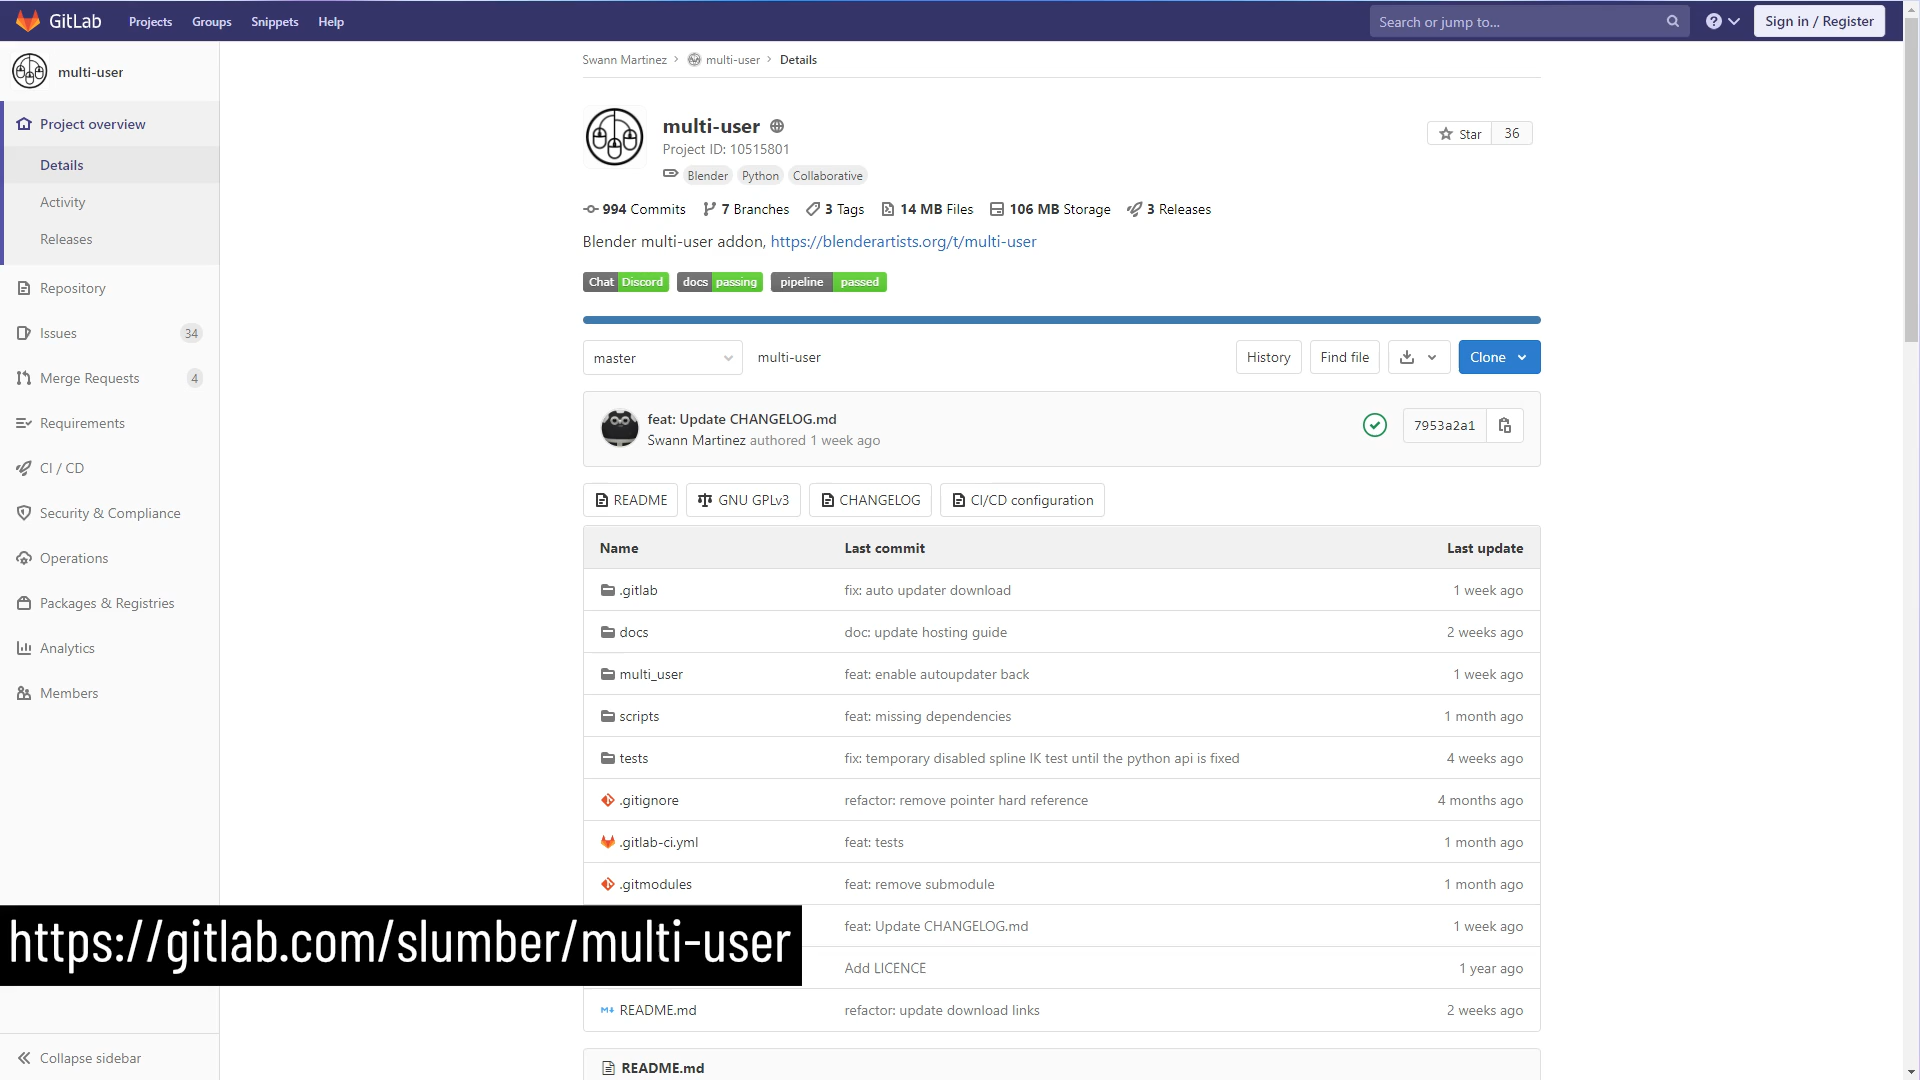 GitLab Projects Groups Snippets Help Search or jump to... Sign in / Register
multi-user
Project overview
Details
Activity
Releases
Repository
Issues 34
Merge Requests 4
Requirements
CI / CD
Security & Compliance
Operations
Packages & Registries
Analytics
Members
Collapse sidebar
Swann Martinez > multi-user > Details
multi-user
Project ID: 10515801
Blender Python Collaborative
Star 36
994 Commits 7 Branches 3 Tags 14 MB Files 106 MB Storage 3 Releases
Blender multi-user addon, https://blenderartists.org/t/multi-user
Chat Discord docs passing pipeline passed
master multi-user History Find file Clone
feat: Update CHANGELOG.md
Swann Martinez authored 1 week ago
7953a2a1
README GNU GPLv3 CHANGELOG CI/CD configuration
Name Last commit Last update
.gitlab fix: auto updater download 1 week ago
docs doc: update hosting guide 2 weeks ago
multi_user feat: enable autoupdater back 1 week ago
scripts feat: missing dependencies 1 month ago
tests fix: temporary disabled spline IK test until the python api is fixed 4 weeks ago
.gitignore refactor: remove pointer hard reference 4 months ago
.gitlab-ci.yml feat: tests 1 month ago
.gitmodules feat: remove submodule 1 month ago
feat: Update CHANGELOG.md 1 week ago
Add LICENCE 1 year ago
README.md refactor: update download links 2 weeks ago
README.md
https://gitlab.com/slumber/multi-user